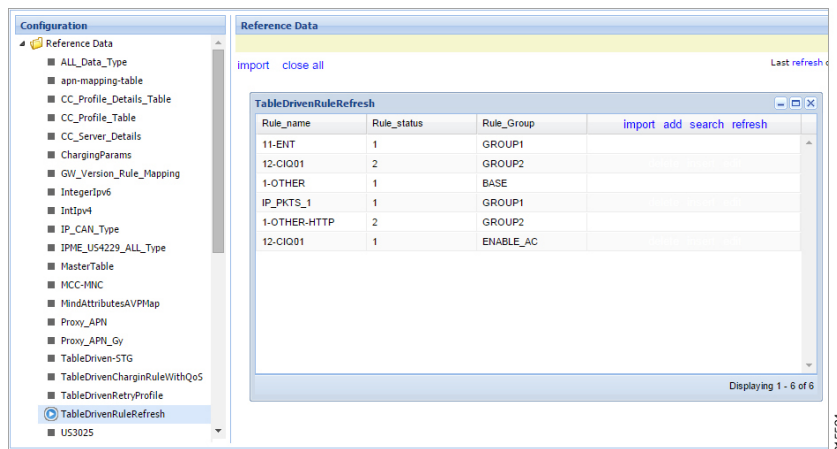 Configuration
Reference Data
ALL_Data_Type
apn-mapping-table
CC_Profile_Details_Table
CC_Profile_Table
CC_Server_Details
ChargingParams
GW_Version_Rule_Mapping
IntegerIpv6
IntIpv4
IP_CAN_Type
IPME_US4229_ALL_Type
MasterTable
MCC-MNC
MindAttributesAVPMap
Proxy_APN
Proxy_APN_Gy
TableDriven-STG
TableDrivenCharginRuleWithQoS
TableDrivenRetryProfile
TableDrivenRuleRefresh
US3025
Reference Data
import close all
Last refresh
TableDrivenRuleRefresh
Rule_name Rule_status Rule_Group import add search refresh
11-ENT 1 GROUP1
12-CIQ01 2 GROUP2
1-OTHER 1 BASE
IP_PKTS_1 1 GROUP1
1-OTHER-HTTP 2 GROUP2
12-CIQ01 1 ENABLE_AC
Displaying 1 - 6 of 6